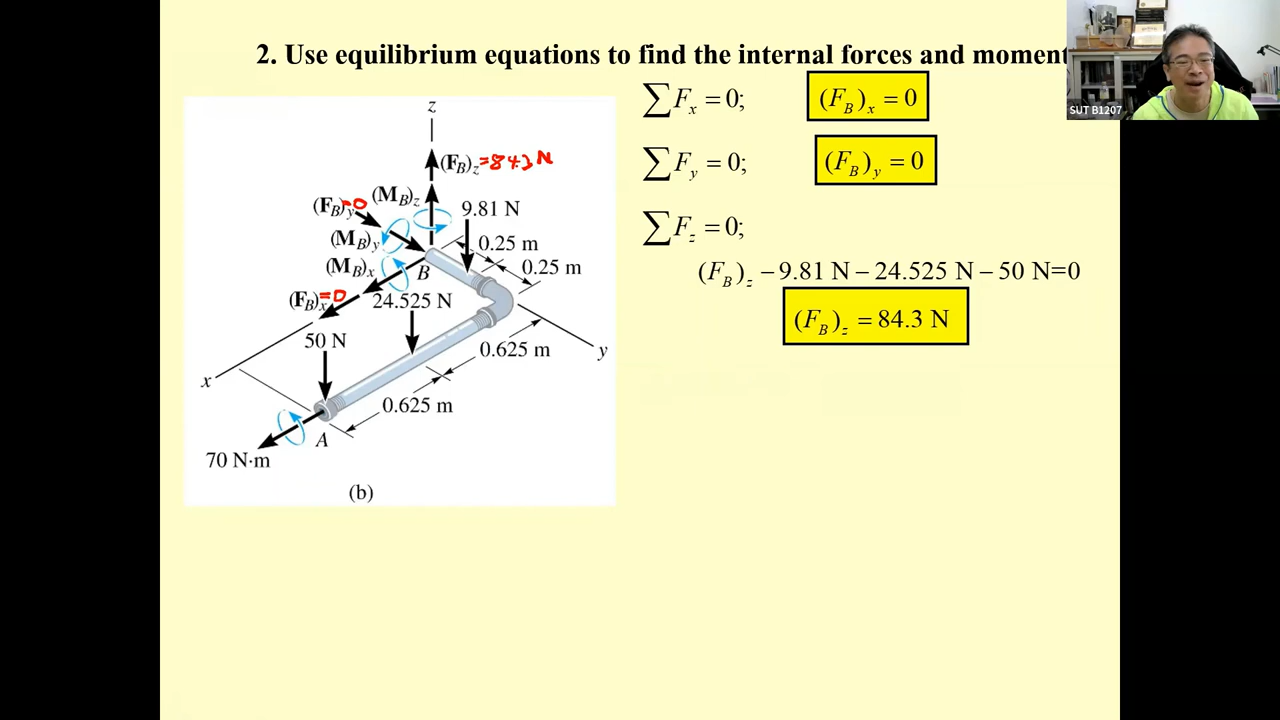 2. Use equilibrium equations to find the internal forces and moment
SUT B1207
∑F_x = 0; (F_B)_x = 0
∑F_y = 0; (F_B)_y = 0
∑F_z = 0;
(F_B)_z − 9.81 N − 24.525 N − 50 N=0
(F_B)_z = 84.3 N
z
(F_B)_z =84.3 N
(M_B)_z
(F_B)_y =0
9.81 N
(M_B)_y
0.25 m
(M_B)_x
B
0.25 m
(F_B)_x =0
24.525 N
50 N
0.625 m
y
x
0.625 m
A
70 N·m
(b)